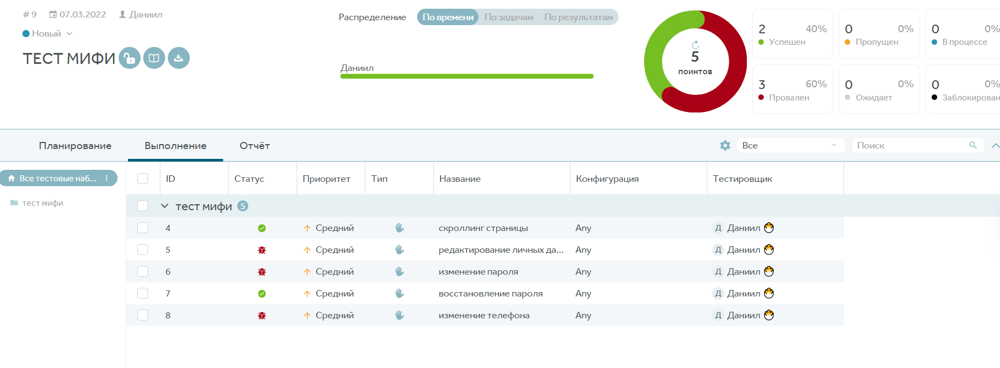 # 9 07.03.2022 Даниил
Новый
ТЕСТ МИФИ
Распределение По времени По задачам По результатам
Даниил
5
поинтов
2 40%
Успешен
0 0%
Пропущен
0 0%
В процессе
3 60%
Провален
0 0%
Ожидает
0 0%
Заблокирован
Планирование Выполнение Отчёт Все Поиск
Все тестовые наб...
тест мифи
ID Статус Приоритет Тип Название Конфигурация Тестировщик
тест мифи 5
4 Средний скроллинг страницы Any Д Даниил
5 Средний редактирование личных да... Any Д Даниил
6 Средний изменение пароля Any Д Даниил
7 Средний восстановление пароля Any Д Даниил
8 Средний изменение телефона Any Д Даниил